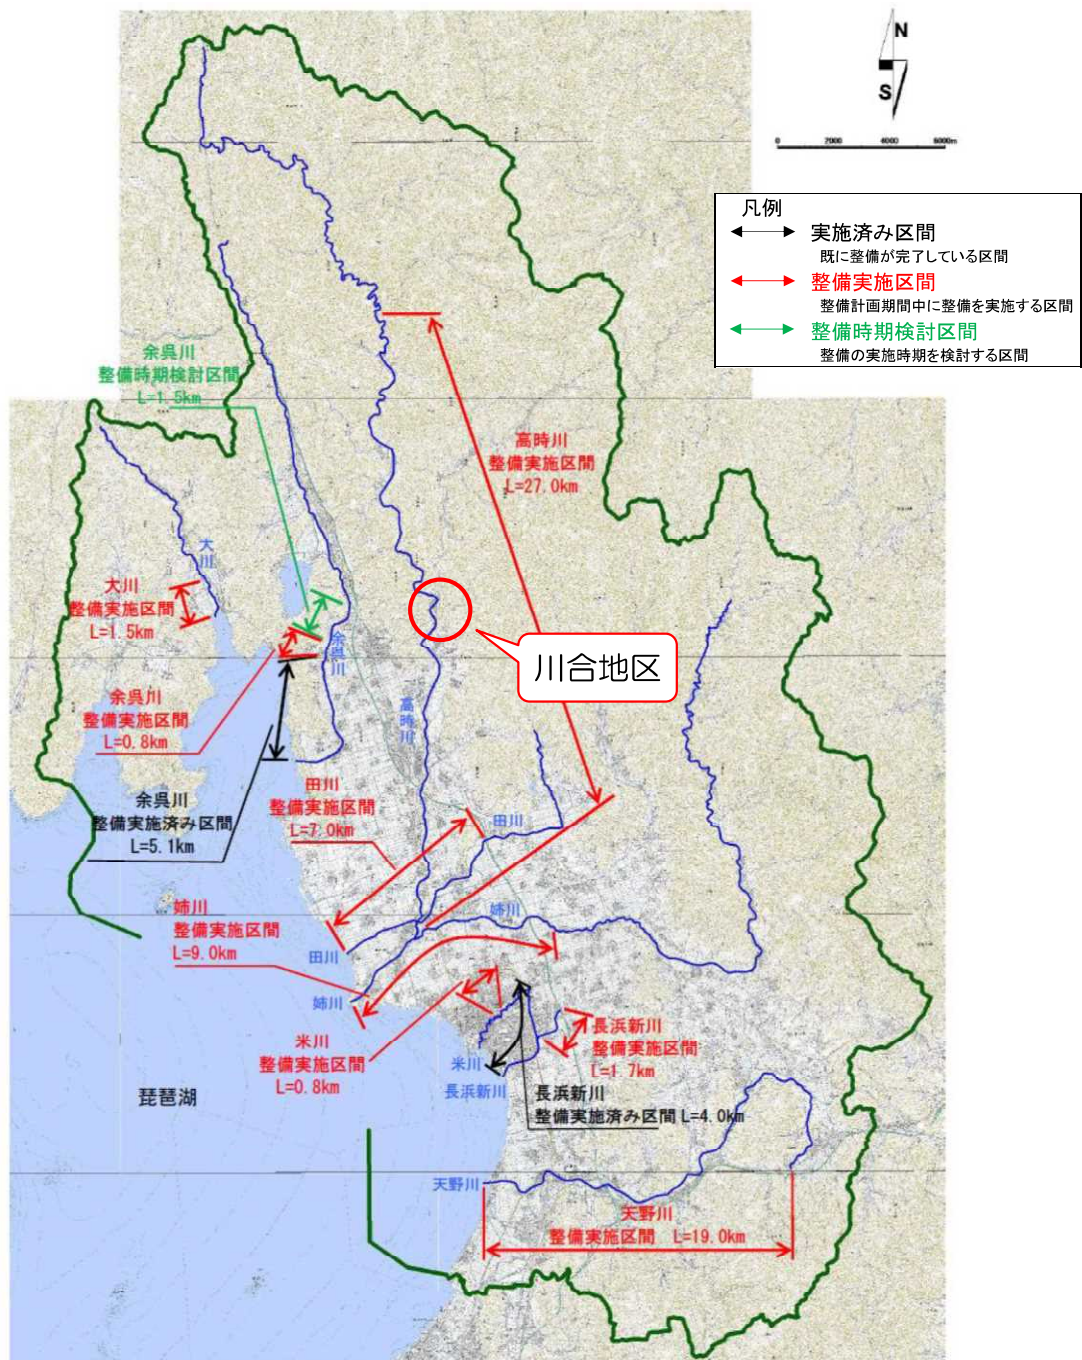 N
S
0 2000 4000 6000m
凡例
実施済み区間
既に整備が完了している区間
整備実施区間
整備計画期間中に整備を実施する区間
整備時期検討区間
整備の実施時期を検討する区間
余呉川
整備時期検討区間
L=1.5km
高時川
整備実施区間
L=27.0km
大川
大川
整備実施区間
L=1.5km
余呉川
川合地区
余呉川
整備実施区間
L=0.8km
高時川
田川
整備実施区間
L=7.0km
余呉川
整備実施済み区間
L=5.1km
田川
姉川
整備実施区間
L=9.0km
姉川
田川
姉川
米川
整備実施区間
L=0.8km
長浜新川
整備実施区間
L=1.7km
米川
長浜新川
長浜新川
整備実施済み区間 L=4.0km
琵琶湖
天野川
天野川
整備実施区間 L=19.0km